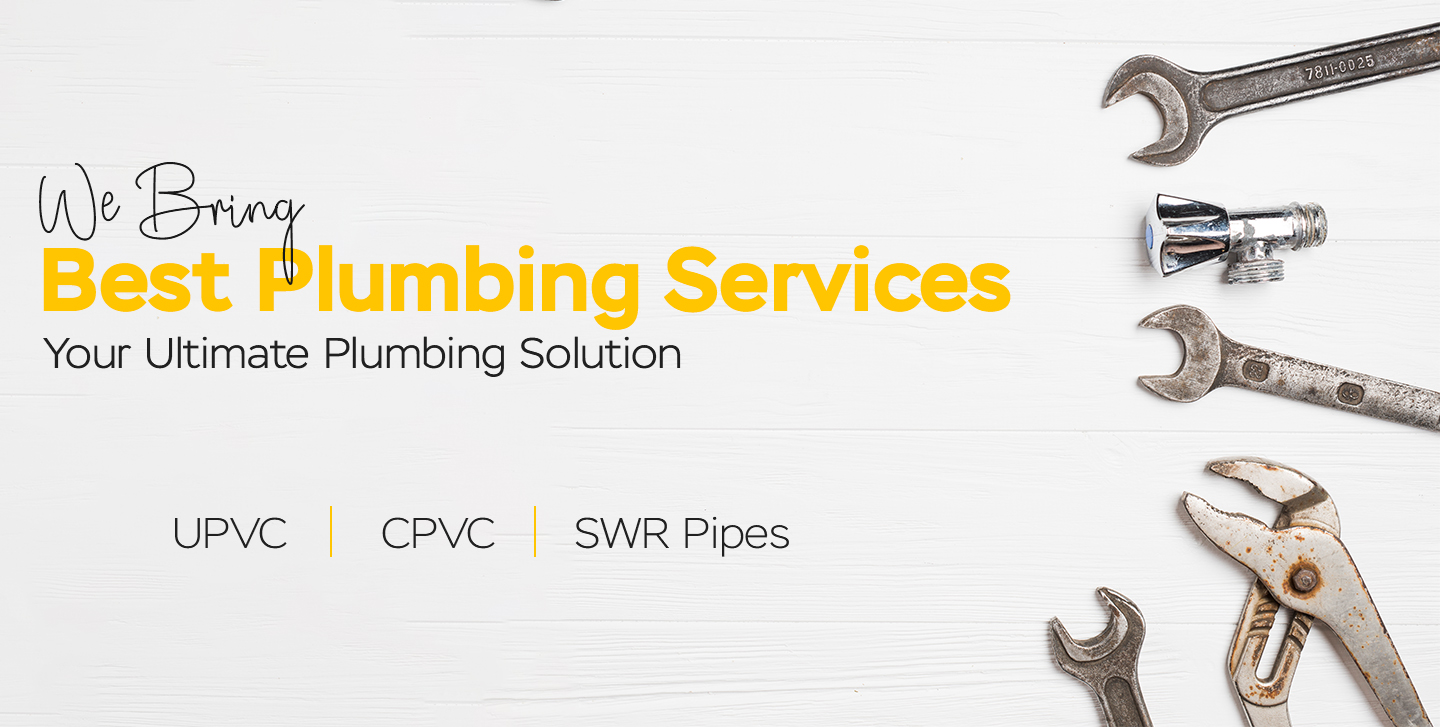 We Bring
Best Plumbing Services
Your Ultimate Plumbing Solution
UPVC | CPVC | SWR Pipes
7811-0025